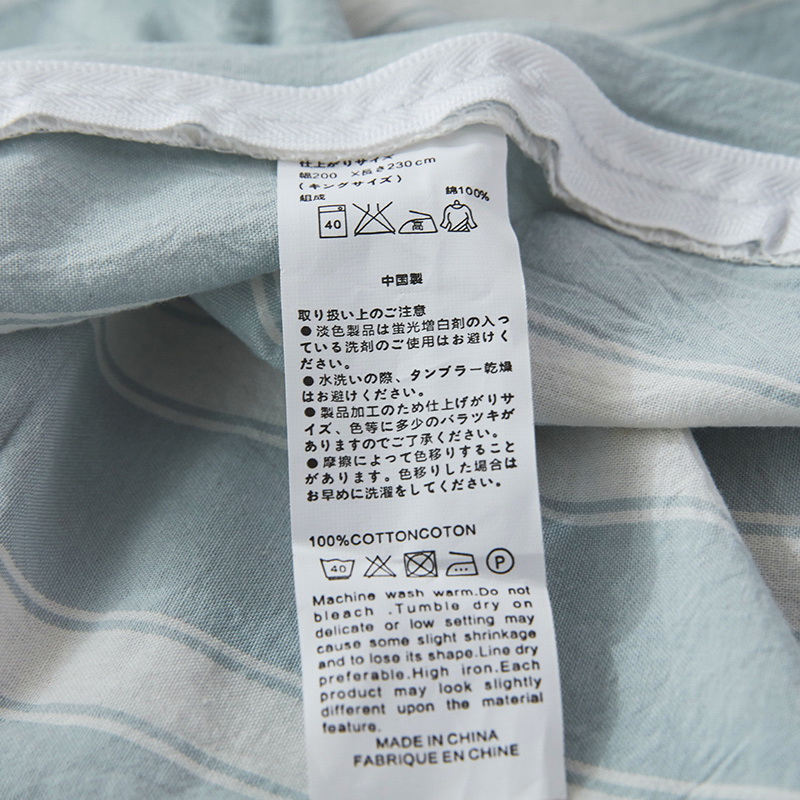 仕上がりサイズ
幅200 ×長さ230cm
(キングサイズ)
組成 綿100%
40 高
中国製
取り扱い上のご注意
●淡色製品は蛍光増白剤の入っ
ている洗剤のご使用はお避けく
ださい。
●水洗いの際、タンブラー乾燥
はお避けください。
●製品加工のため仕上げがりサ
イズ、色等に多少のバラツキが
ありますのでご了承ください。
●摩擦によって色移りすること
があります。色移りした場合は
お早めに洗濯をしてください。
100%COTTONCOTON
40 P
Machine wash warm.Do not
bleach .Tumble dry on
delicate or low setting may
cause some slight shrinkage
and to lose its shape.Line dry
preferable.High iron.Each
product may look slightly
different upon the material
feature.
MADE IN CHINA
FABRIQUE EN CHINE